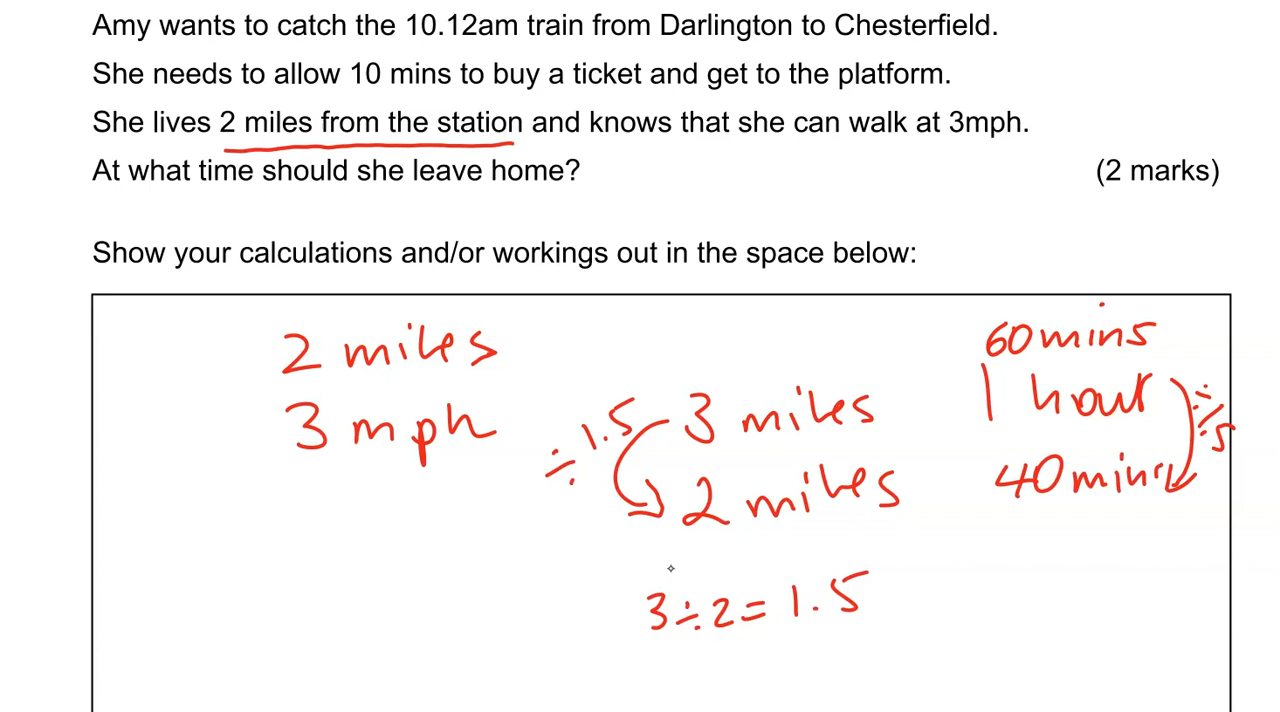 Amy wants to catch the 10.12am train from Darlington to Chesterfield.
She needs to allow 10 mins to buy a ticket and get to the platform.
She lives 2 miles from the station and knows that she can walk at 3mph.
At what time should she leave home? (2 marks)
Show your calculations and/or workings out in the space below:
2 miles
3 mph
60 mins
÷1.5 3 miles 1 hour ÷1.5
2 miles 40 mins
3÷2=1.5